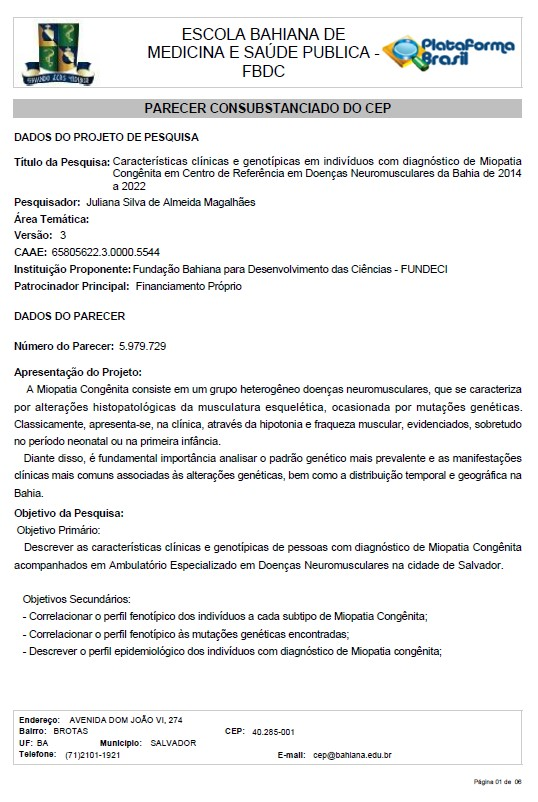 ESCOLA BAHIANA DE
MEDICINA E SAÚDE PUBLICA -
FBDC
Plataforma
Brasil
PARECER CONSUBSTANCIADO DO CEP
DADOS DO PROJETO DE PESQUISA
Título da Pesquisa: Características clínicas e genotípicas em indivíduos com diagnóstico de Miopatia
Congênita em Centro de Referência em Doenças Neuromusculares da Bahia de 2014
a 2022
Pesquisador: Juliana Silva de Almeida Magalhães
Área Temática:
Versão: 3
CAAE: 65805622.3.0000.5544
Instituição Proponente: Fundação Bahiana para Desenvolvimento das Ciências - FUNDECI
Patrocinador Principal: Financiamento Próprio
DADOS DO PARECER
Número do Parecer: 5.979.729
Apresentação do Projeto:
A Miopatia Congênita consiste em um grupo heterogêneo doenças neuromusculares, que se caracteriza
por alterações histopatológicas da musculatura esquelética, ocasionada por mutações genéticas.
Classicamente, apresenta-se, na clínica, através da hipotonia e fraqueza muscular, evidenciados, sobretudo
no período neonatal ou na primeira infância.
Diante disso, é fundamental importância analisar o padrão genético mais prevalente e as manifestações
clínicas mais comuns associadas às alterações genéticas, bem como a distribuição temporal e geográfica na
Bahia.
Objetivo da Pesquisa:
Objetivo Primário:
Descrever as características clínicas e genotípicas de pessoas com diagnóstico de Miopatia Congênita
acompanhados em Ambulatório Especializado em Doenças Neuromusculares na cidade de Salvador.
Objetivos Secundários:
- Correlacionar o perfil fenotípico dos indivíduos a cada subtipo de Miopatia Congênita;
- Correlacionar o perfil fenotípico às mutações genéticas encontradas;
- Descrever o perfil epidemiológico dos indivíduos com diagnóstico de Miopatia congênita;
Endereço: AVENIDA DOM JOÃO VI, 274
Bairro: BROTAS CEP: 40.285-001
UF: BA Município: SALVADOR
Telefone: (71)2101-1921 E-mail: cep@bahiana.edu.br
Página 01 de 06